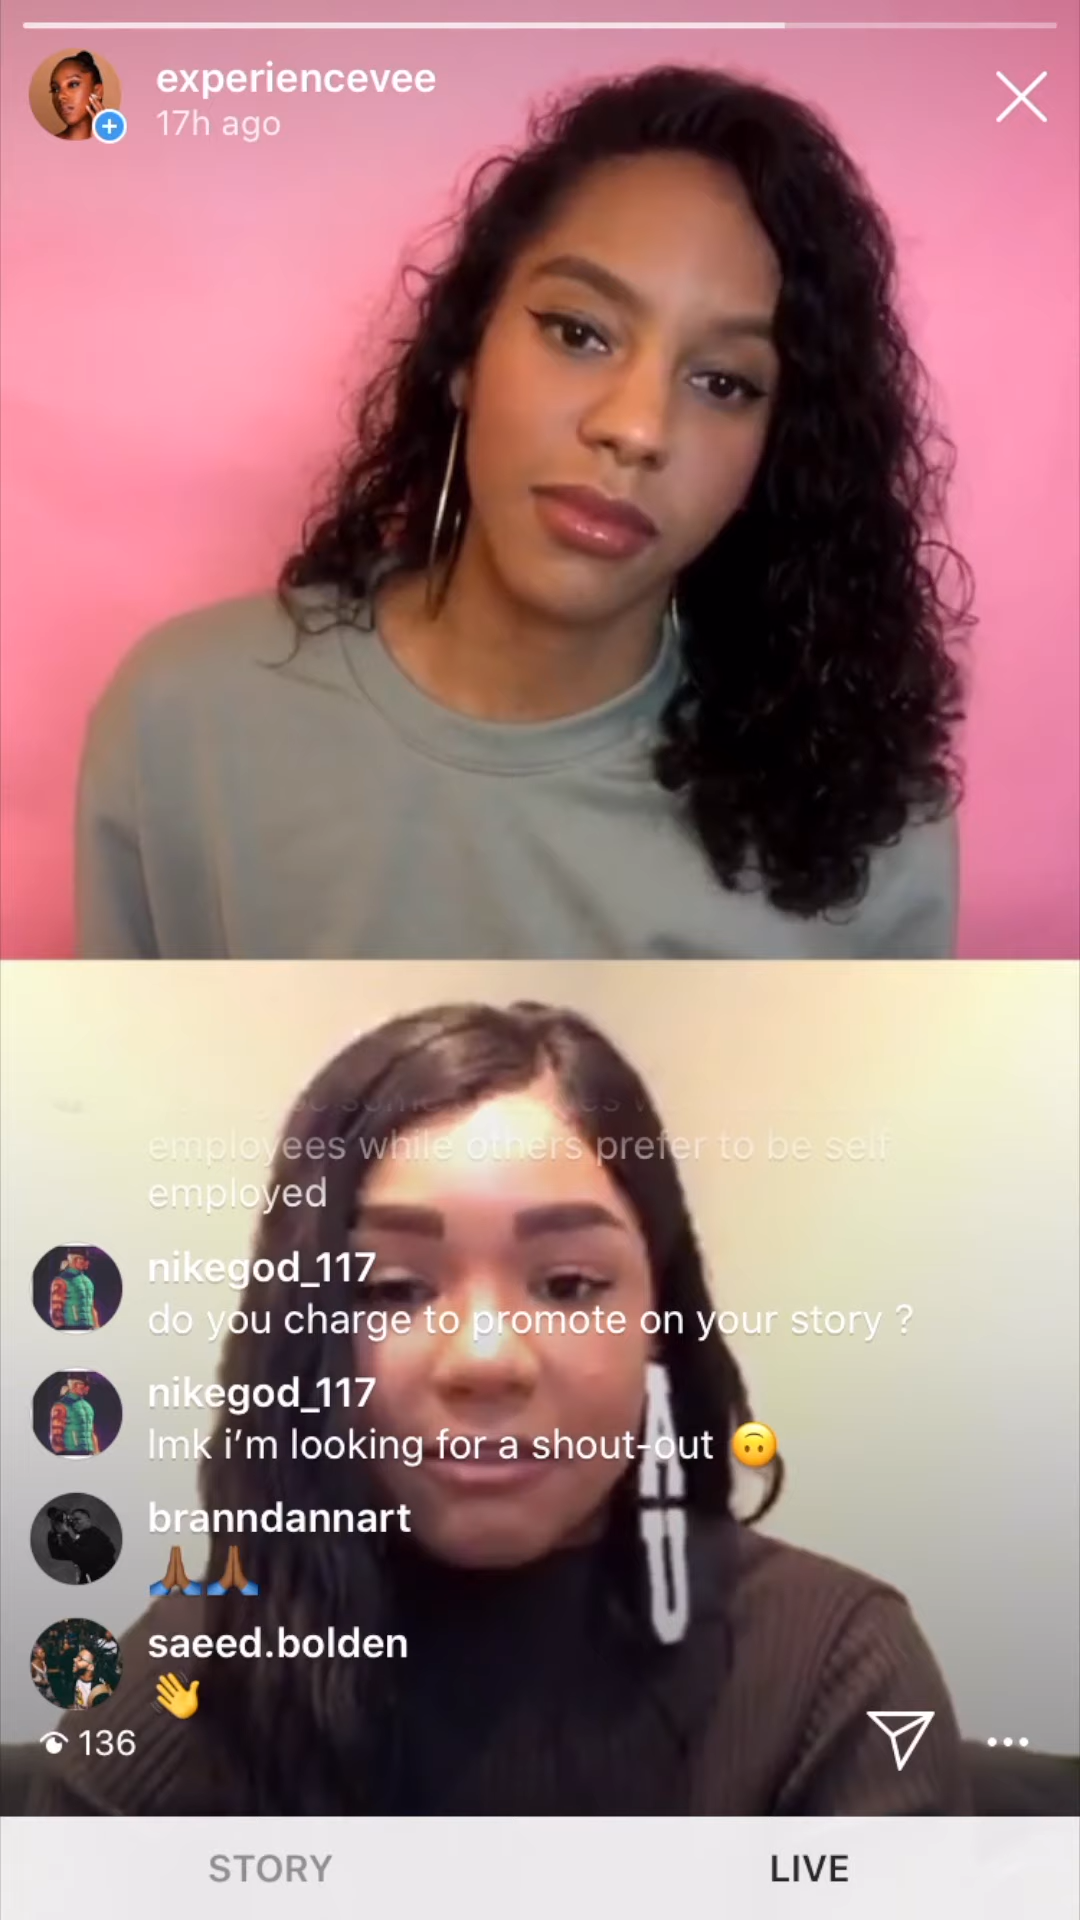 experiencevee
17h ago
employees while others prefer to be self
employed
nikegod_117
do you charge to promote on your story ?
nikegod_117
lmk i’m looking for a shout-out 🙃
branndannart
🙏🏾🙏🏾
saeed.bolden
👋
136
STORY
LIVE